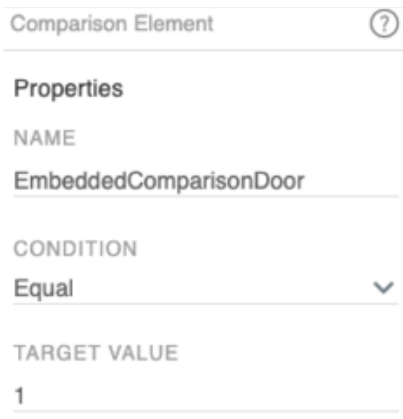 Comparison Element ?
Properties
NAME
EmbeddedComparisonDoor
CONDITION
Equal
TARGET VALUE
1